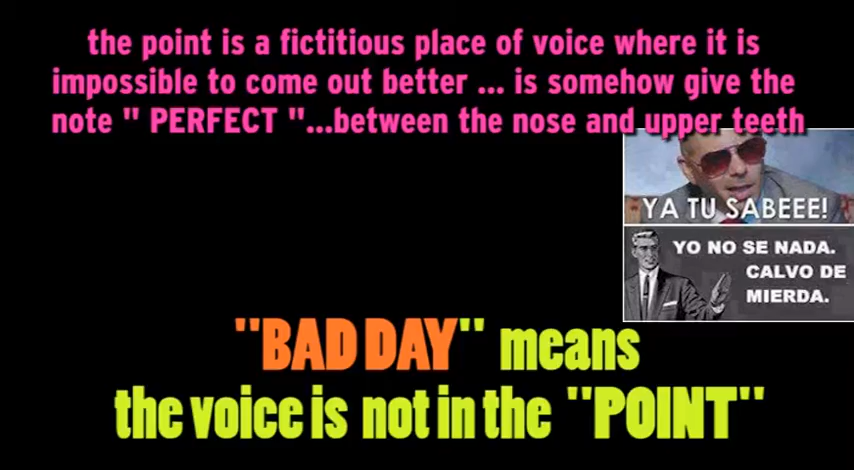 the point is a fictitious place of voice where it is
impossible to come out better ... is somehow give the
note " PERFECT "...between the nose and upper teeth
YA TU SABEEE!
YO NO SE NADA.
CALVO DE
MIERDA.
"BAD DAY" means
the voice is not in the "POINT"